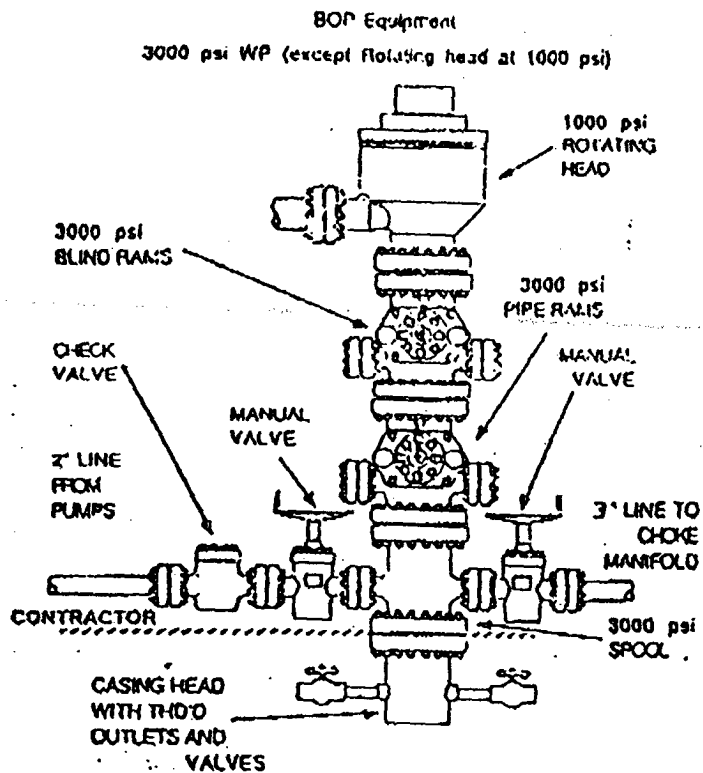 BOP Equipment
3000 psi WP (except Rotating head at 1000 psi)
1000 psi
ROTATING
HEAD
3000 psi
BLIND RAMS
3000 psi
PIPE RAMS
CHECK
VALVE
MANUAL
VALVE
MANUAL
VALVE
2" LINE
FROM
PUMPS
3" LINE TO
CHOKE
MANIFOLD
CONTRACTOR
3000 psi
SPOOL
CASING HEAD
WITH THD'D
OUTLETS AND
VALVES